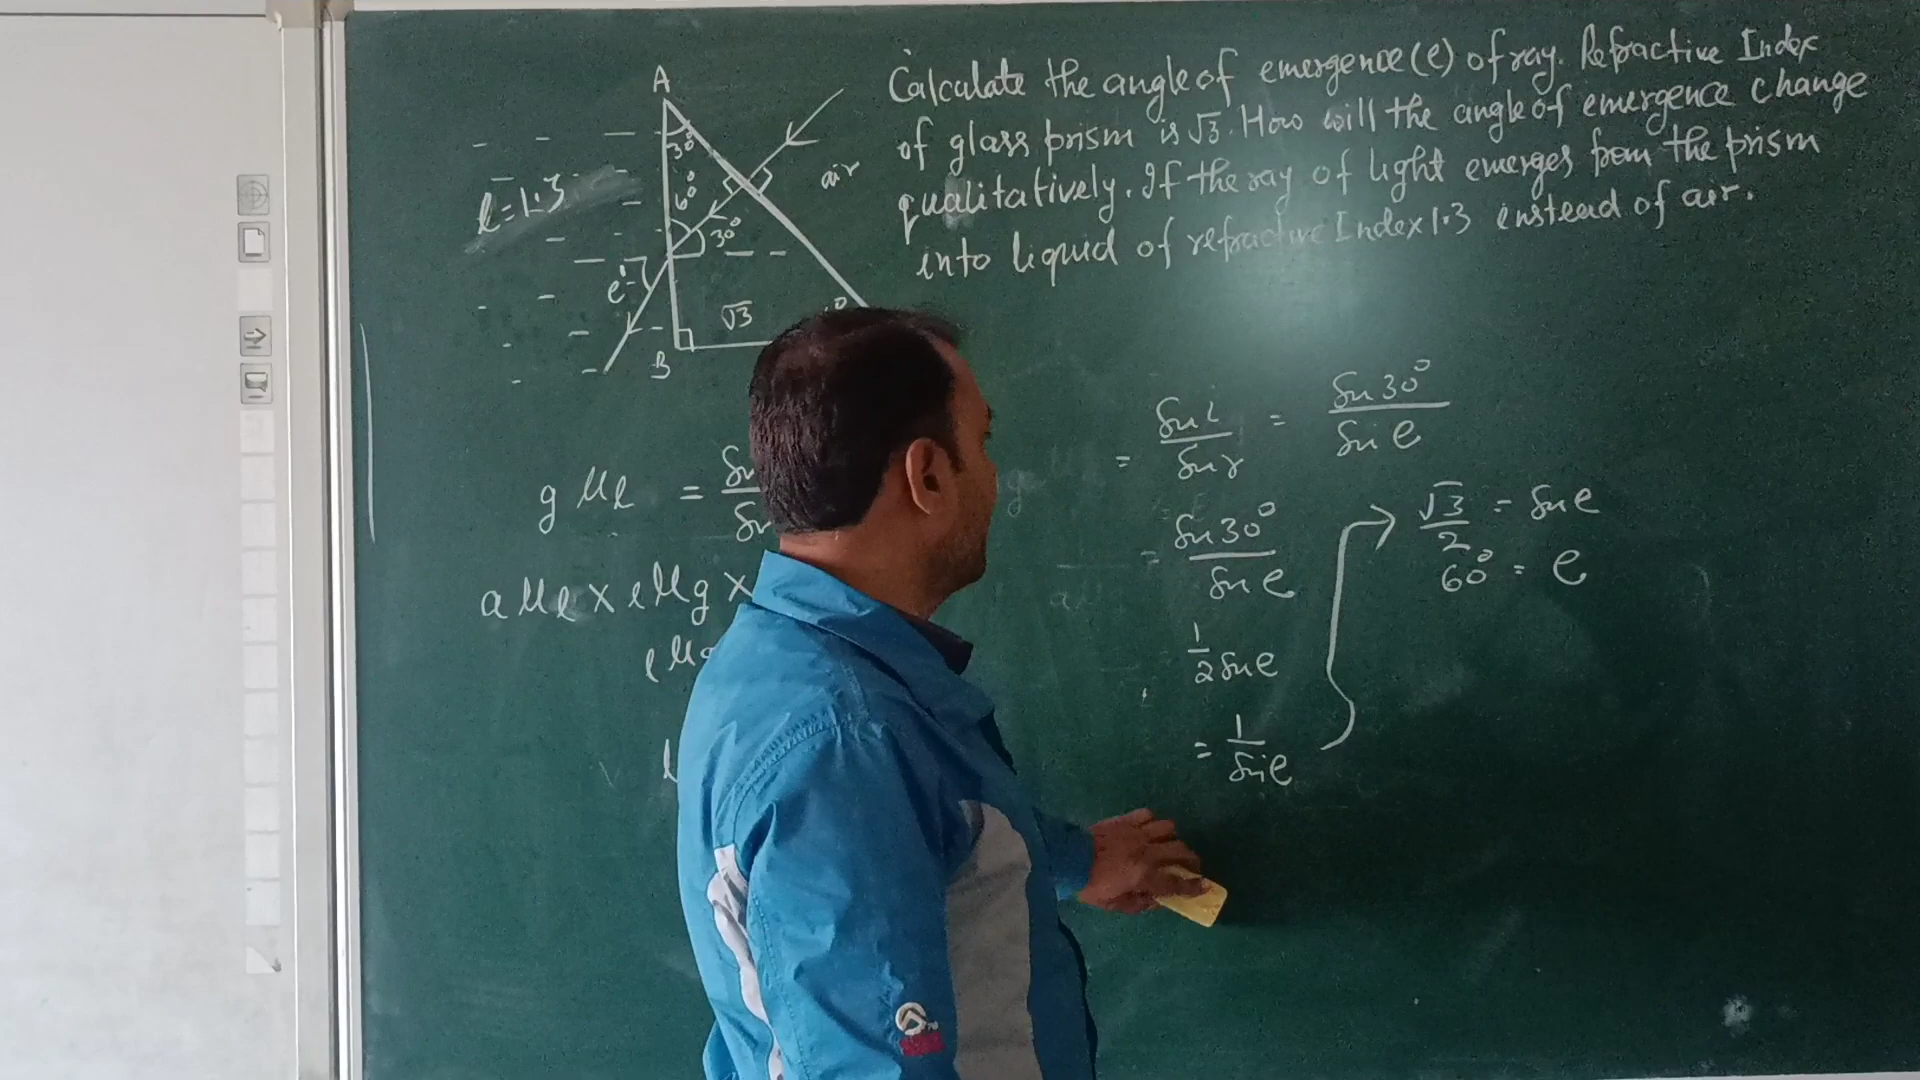 Calculate the angle of emergence (e) of ray. Refractive Index
of glass prism is √3. How will the angle of emergence change
qualitatively. If the ray of light emerges from the prism
into liquid of refractive Index 1.3 instead of air.
A
30°
air
60°
l = 1.3
30°
e'
√3
B
sin i / sin r = sin 30° / sin e
g μ l =
= sin 30° / sin e
√3 / 2 = sin e
60° = e
a μ l × l μ g ×
1/2 sin e
= 1 / sin e